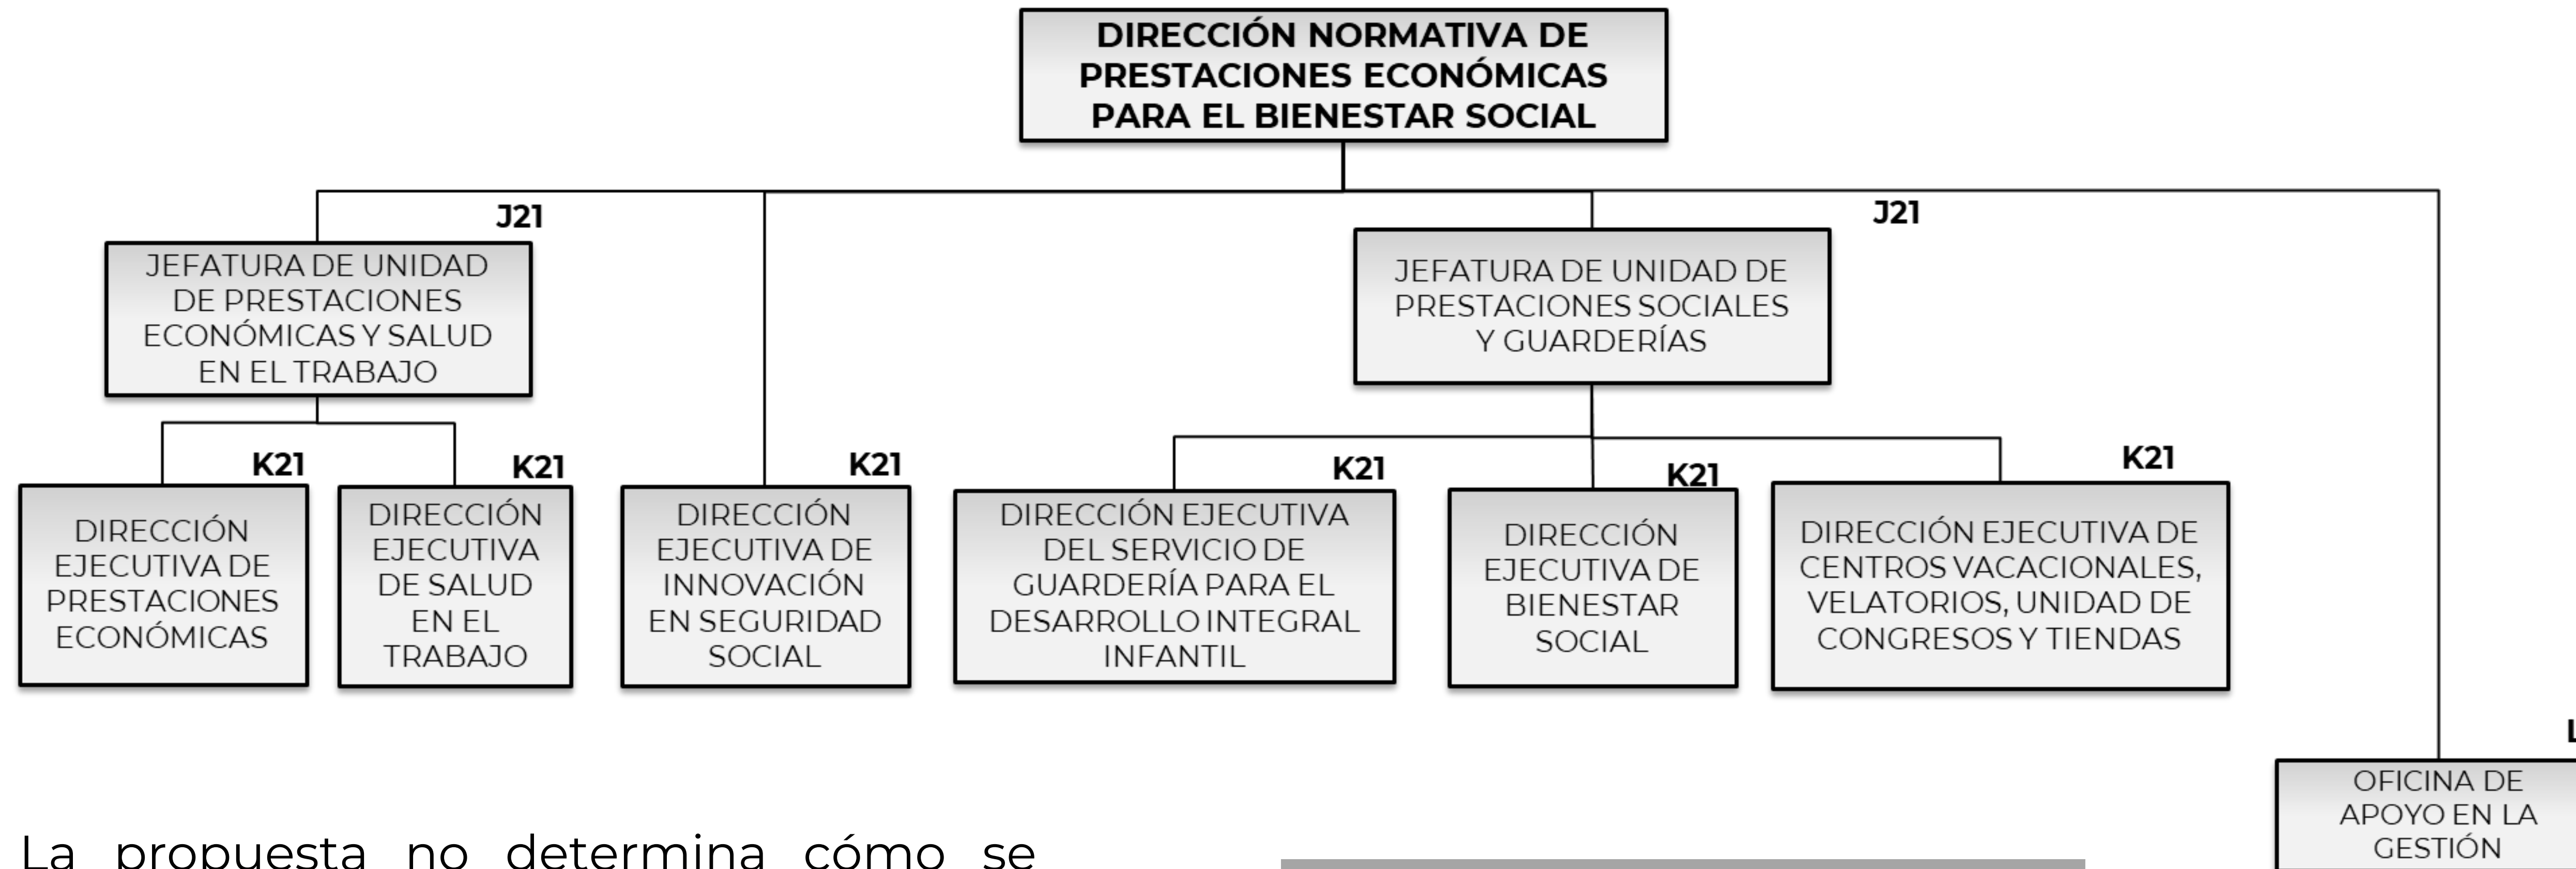 DIRECCIÓN NORMATIVA DE
PRESTACIONES ECONÓMICAS
PARA EL BIENESTAR SOCIAL
J21
JEFATURA DE UNIDAD
DE PRESTACIONES
ECONÓMICAS Y SALUD
EN EL TRABAJO
J21
JEFATURA DE UNIDAD DE
PRESTACIONES SOCIALES
Y GUARDERÍAS
K21
DIRECCIÓN
EJECUTIVA DE
PRESTACIONES
ECONÓMICAS
K21
DIRECCIÓN
EJECUTIVA
DE SALUD
EN EL
TRABAJO
K21
DIRECCIÓN
EJECUTIVA DE
INNOVACIÓN
EN SEGURIDAD
SOCIAL
K21
DIRECCIÓN EJECUTIVA
DEL SERVICIO DE
GUARDERÍA PARA EL
DESARROLLO INTEGRAL
INFANTIL
K21
DIRECCIÓN
EJECUTIVA DE
BIENESTAR
SOCIAL
K21
DIRECCIÓN EJECUTIVA DE
CENTROS VACACIONALES,
VELATORIOS, UNIDAD DE
CONGRESOS Y TIENDAS
OFICINA DE
APOYO EN LA
GESTIÓN
La propuesta no determina cómo se